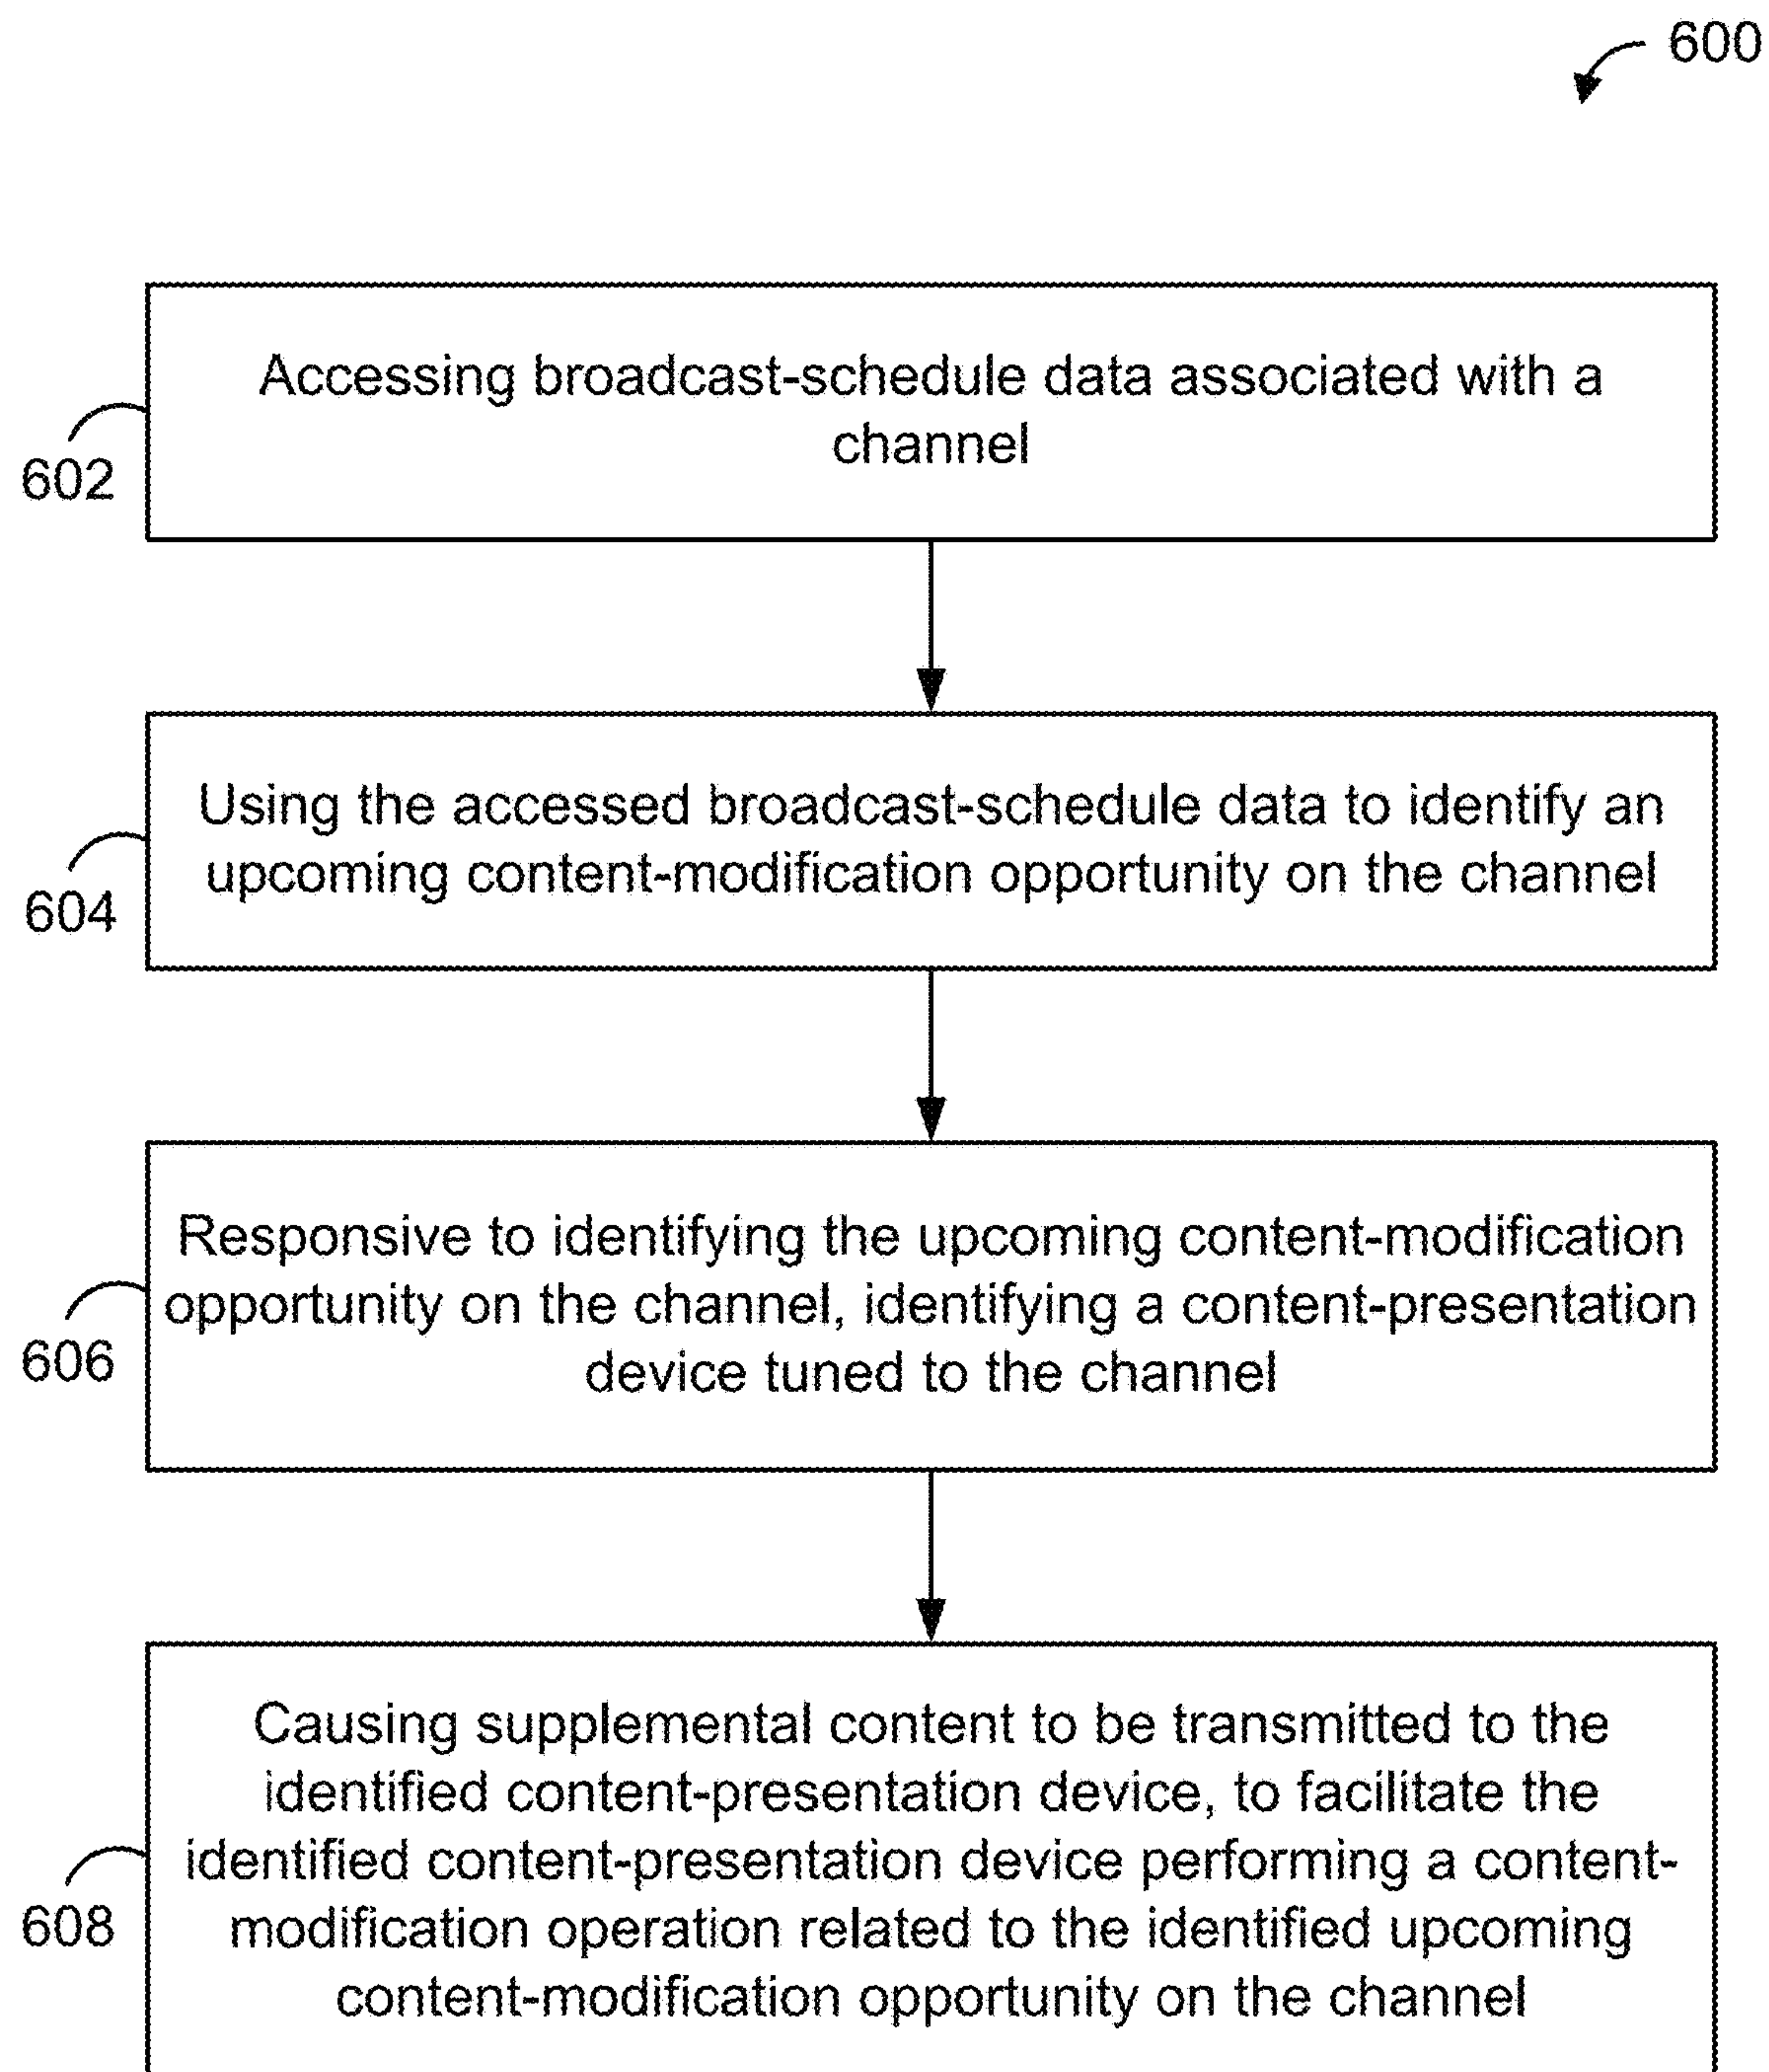 600
Accessing broadcast-schedule data associated with a
channel
602
Using the accessed broadcast-schedule data to identify an
upcoming content-modification opportunity on the channel
604
Responsive to identifying the upcoming content-modification
opportunity on the channel, identifying a content-presentation
device tuned to the channel
606
Causing supplemental content to be transmitted to the
identified content-presentation device, to facilitate the
identified content-presentation device performing a content-
modification operation related to the identified upcoming
content-modification opportunity on the channel
608